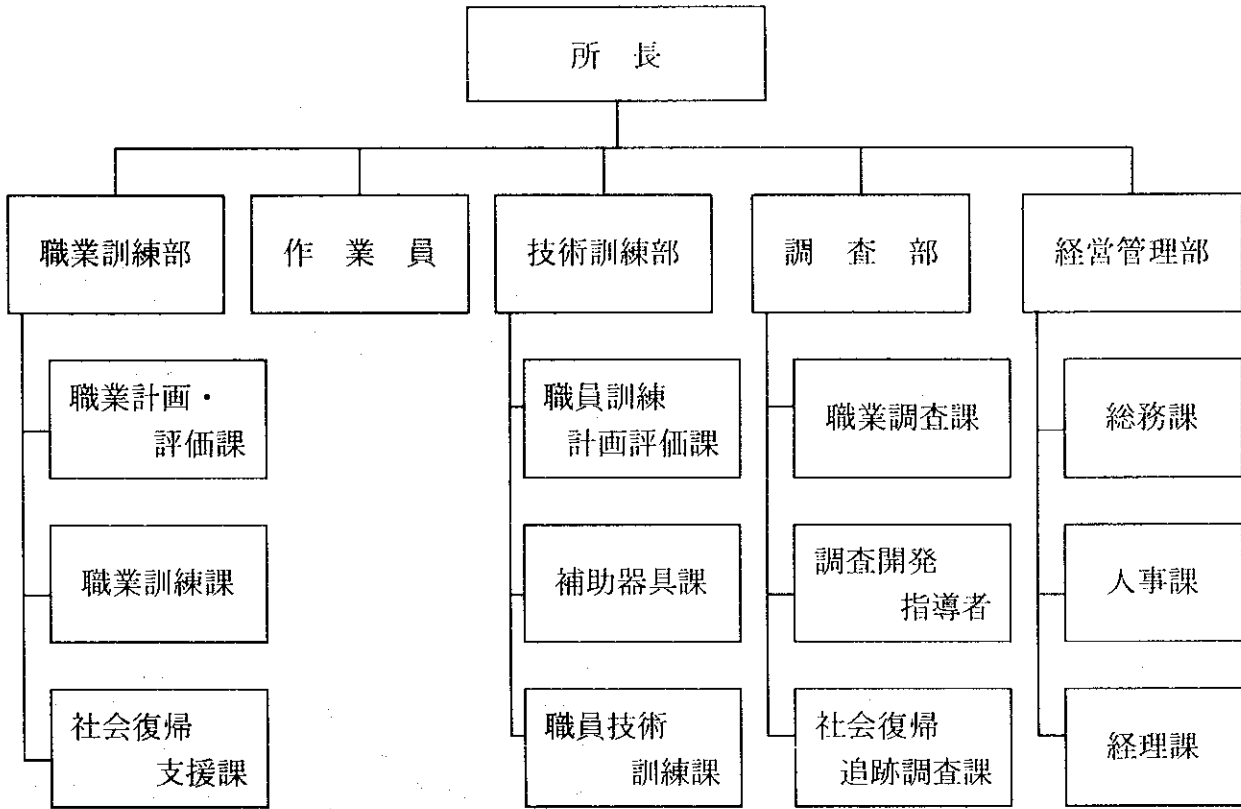 所長
職業訓練部
作業員
技術訓練部
調査部
経営管理部
職業計画・
評価課
職員訓練
計画評価課
職業調査課
総務課
職業訓練課
補助器具課
調査開発
指導者
人事課
社会復帰
支援課
職員技術
訓練課
社会復帰
追跡調査課
経理課